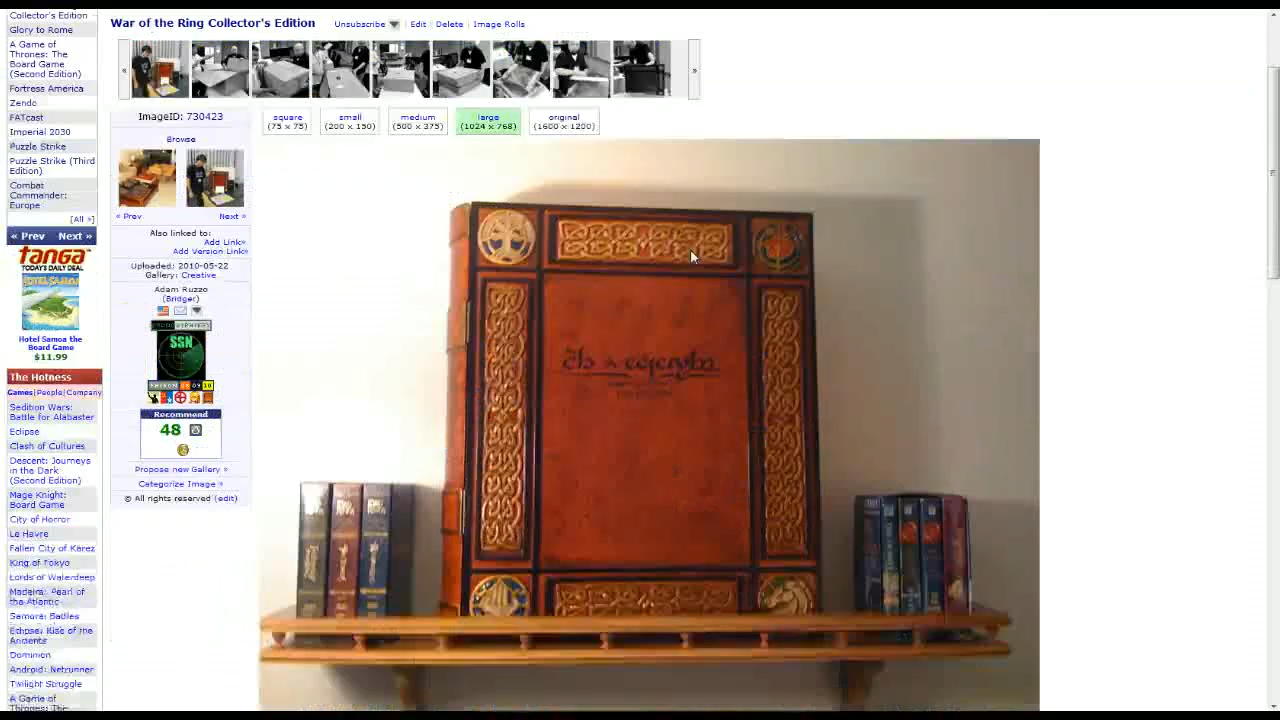 Collector's Edition
Glory to Rome
A Game of
Thrones: The
Board Game
(Second Edition)
Fortress America
Zendo
FATcast
Imperial 2030
Puzzle Strike
Puzzle Strike (Third
Edition)
Combat
Commander:
Europe
[All »]
« Prev Next »
tanga
TODAY'S DAILY DEAL
HOTEL SAMOA
Hotel Samoa the
Board Game
$11.99
The Hotness
Games|People|Company
Sedition Wars:
Battle for Alabaster
Eclipse
Clash of Cultures
Descent: Journeys
in the Dark
(Second Edition)
Mage Knight:
Board Game
City of Horror
Le Havre
Fallen City of Karez
King of Tokyo
Lords of Waterdeep
Madeira: Pearl of
the Atlantic
Samurai Battles
Eclipse: Rise of the
Ancients
Dominion
Android: Netrunner
Twilight Struggle
A Game of
Thrones: The
War of the Ring Collector's Edition
Unsubscribe | Edit | Delete | Image Rolls
« »
ImageID: 730423
Browse
« Prev Next »
Also linked to:
Add Link»
Add Version Link»
Uploaded: 2010-05-22
Gallery: Creative
Adam Ruzzo
(Bridger)
SSN
Recommend
48
Propose new Gallery »
Categorize Image »
© All rights reserved (edit)
square
(75 x 75)
small
(200 x 150)
medium
(500 x 375)
large
(1024 x 768)
original
(1600 x 1200)